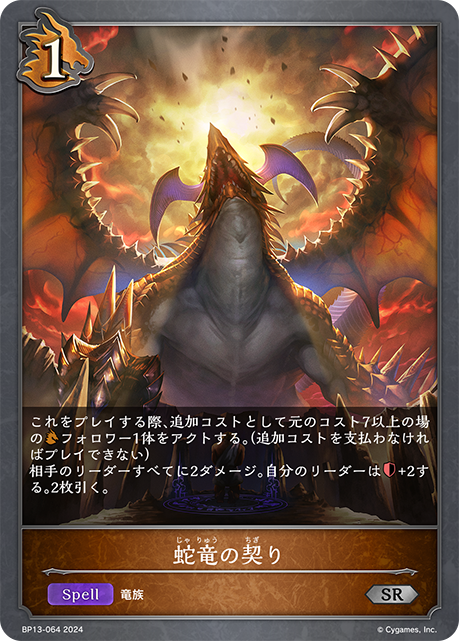 1
これをプレイする際、追加コストとして元のコスト7以上の場
のフォロワー1体をアクトする。(追加コストを支払わなけれ
ばプレイできない)
相手のリーダーすべてに2ダメージ。自分のリーダーは+2す
る。2枚引く。
じゃりゅう ちぎ
蛇竜の契り
Spell 竜族 SR
BP13-064 2024 © Cygames, Inc.